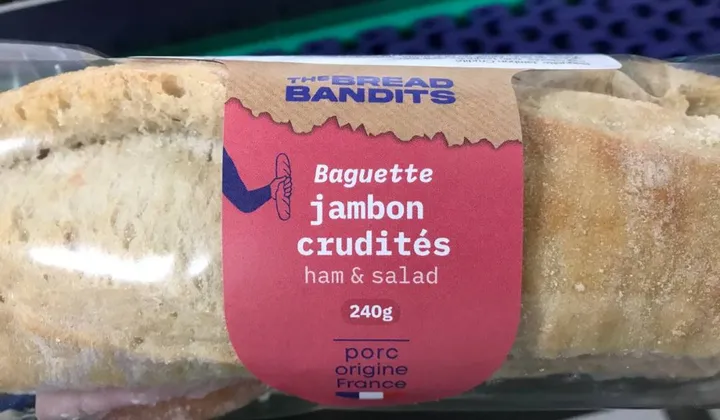 THE BREAD
BANDITS
Baguette
jambon
crudités
ham & salad
240g
porc
origine
France